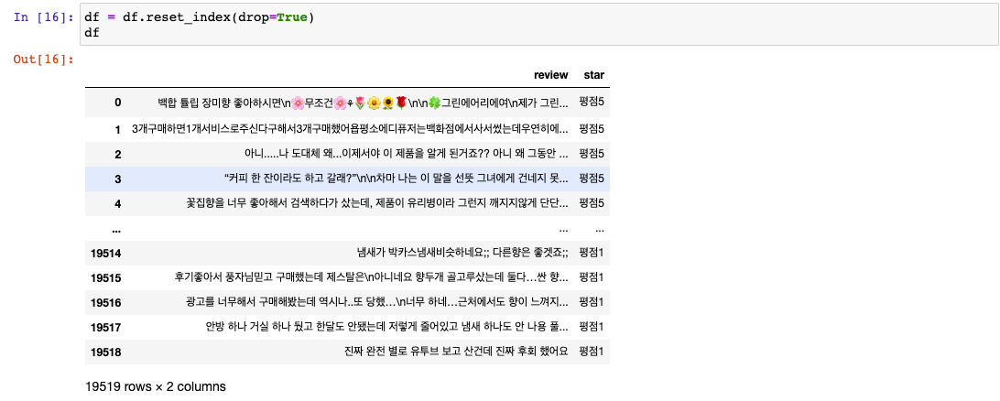 In [16]: df = df.reset_index(drop=True)
df
Out[16]:
review star
0 백합 튤립 장미향 좋아하시면\n🌸무조건🌸⚘🌷🌼🌻🌹\n\n🍀그린에어리에여\n제가 그린... 평점5
1 3개구매하면1개서비스로주신다구해서3개구매했어욥평소에디퓨저는백화점에서사서썼는데우연히에... 평점5
2 아니.....나 도대체 왜...이제서야 이 제품을 알게 된거죠?? 아니 왜 그동안 ... 평점5
3 “커피 한 잔이라도 하고 갈래?”\n\n차마 나는 이 말을 선뜻 그녀에게 건네지 못... 평점5
4 꽃집향을 너무 좋아해서 검색하다가 샀는데, 제품이 유리병이라 그런지 깨지지않게 단단... 평점5
... ... ...
19514 냄새가 박카스냄새비슷하네요;; 다른향은 좋겟죠;; 평점1
19515 후기좋아서 풍자님믿고 구매했는데 제스탈은\n아니네요 향두개 골고루샀는데 둘다…싼 향... 평점1
19516 광고를 너무해서 구매해봤는데 역시나..또 당했…\n너무 하네…근처에서도 향이 느껴지... 평점1
19517 안방 하나 거실 하나 뒀고 한달도 안됐는데 저렇게 줄어있고 냄새 하나도 안 나용 풀... 평점1
19518 진짜 완전 별로 유투브 보고 산건데 진짜 후회 했어요 평점1
19519 rows × 2 columns